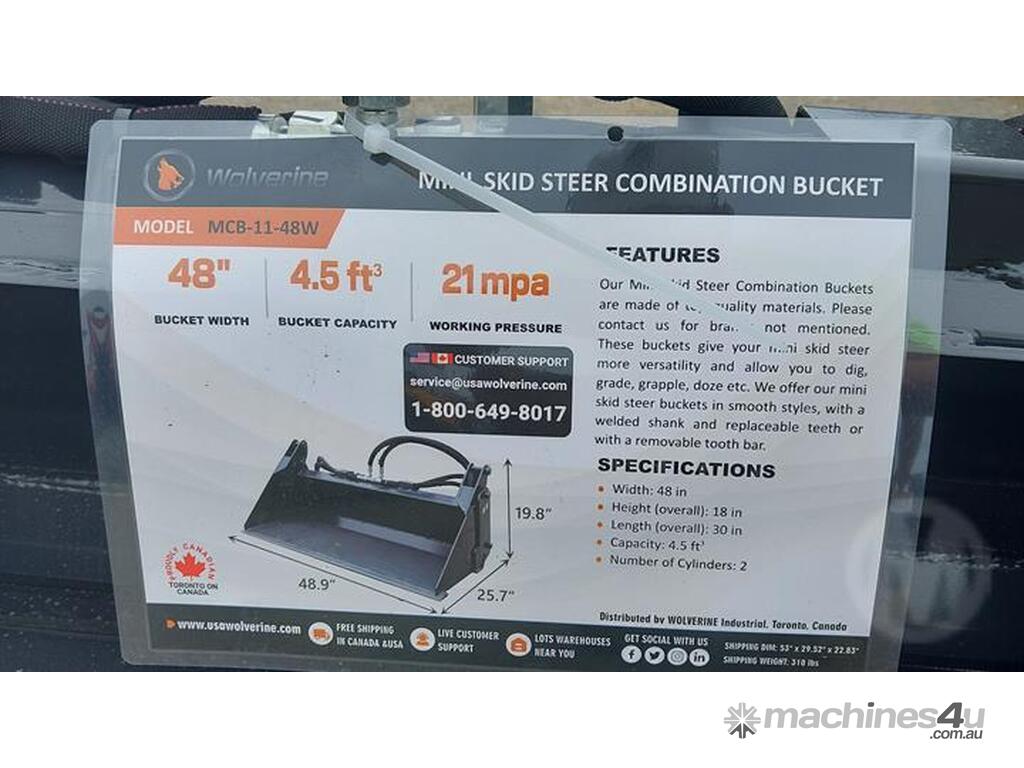 Wolverine
SKID STEER COMBINATION BUCKET
MODEL MCB-11-48W
48" 4.5 ft³ 21 mpa
BUCKET WIDTH BUCKET CAPACITY WORKING PRESSURE
CUSTOMER SUPPORT
service@usawolverine.com
1-800-649-8017
FEATURES
Our Steer Combination Buckets
are made of quality materials. Please
contact us for not mentioned.
These buckets give your skid steer
more versatility and allow you to dig,
grade, grapple, doze etc. We offer our mini
skid steer buckets in smooth styles, with a
welded shank and replaceable teeth or
with a removable tooth bar.
SPECIFICATIONS
• Width: 48 in
• Height (overall): 18 in
• Length (overall): 30 in
• Capacity: 4.5 ft³
• Number of Cylinders: 2
19.8"
48.9"
25.7"
PROUDLY CANADIAN
TORONTO ON
CANADA
Distributed by WOLVERINE Industrial, Toronto, Canada
www.usawolverine.com
FREE SHIPPING
IN CANADA &USA
LIVE CUSTOMER
SUPPORT
LOTS WAREHOUSES
NEAR YOU
GET SOCIAL WITH US
SHIPPING DIM: 53" x 29.52" x 22.83"
SHIPPING WEIGHT: 310 lbs
machines4u
.com.au